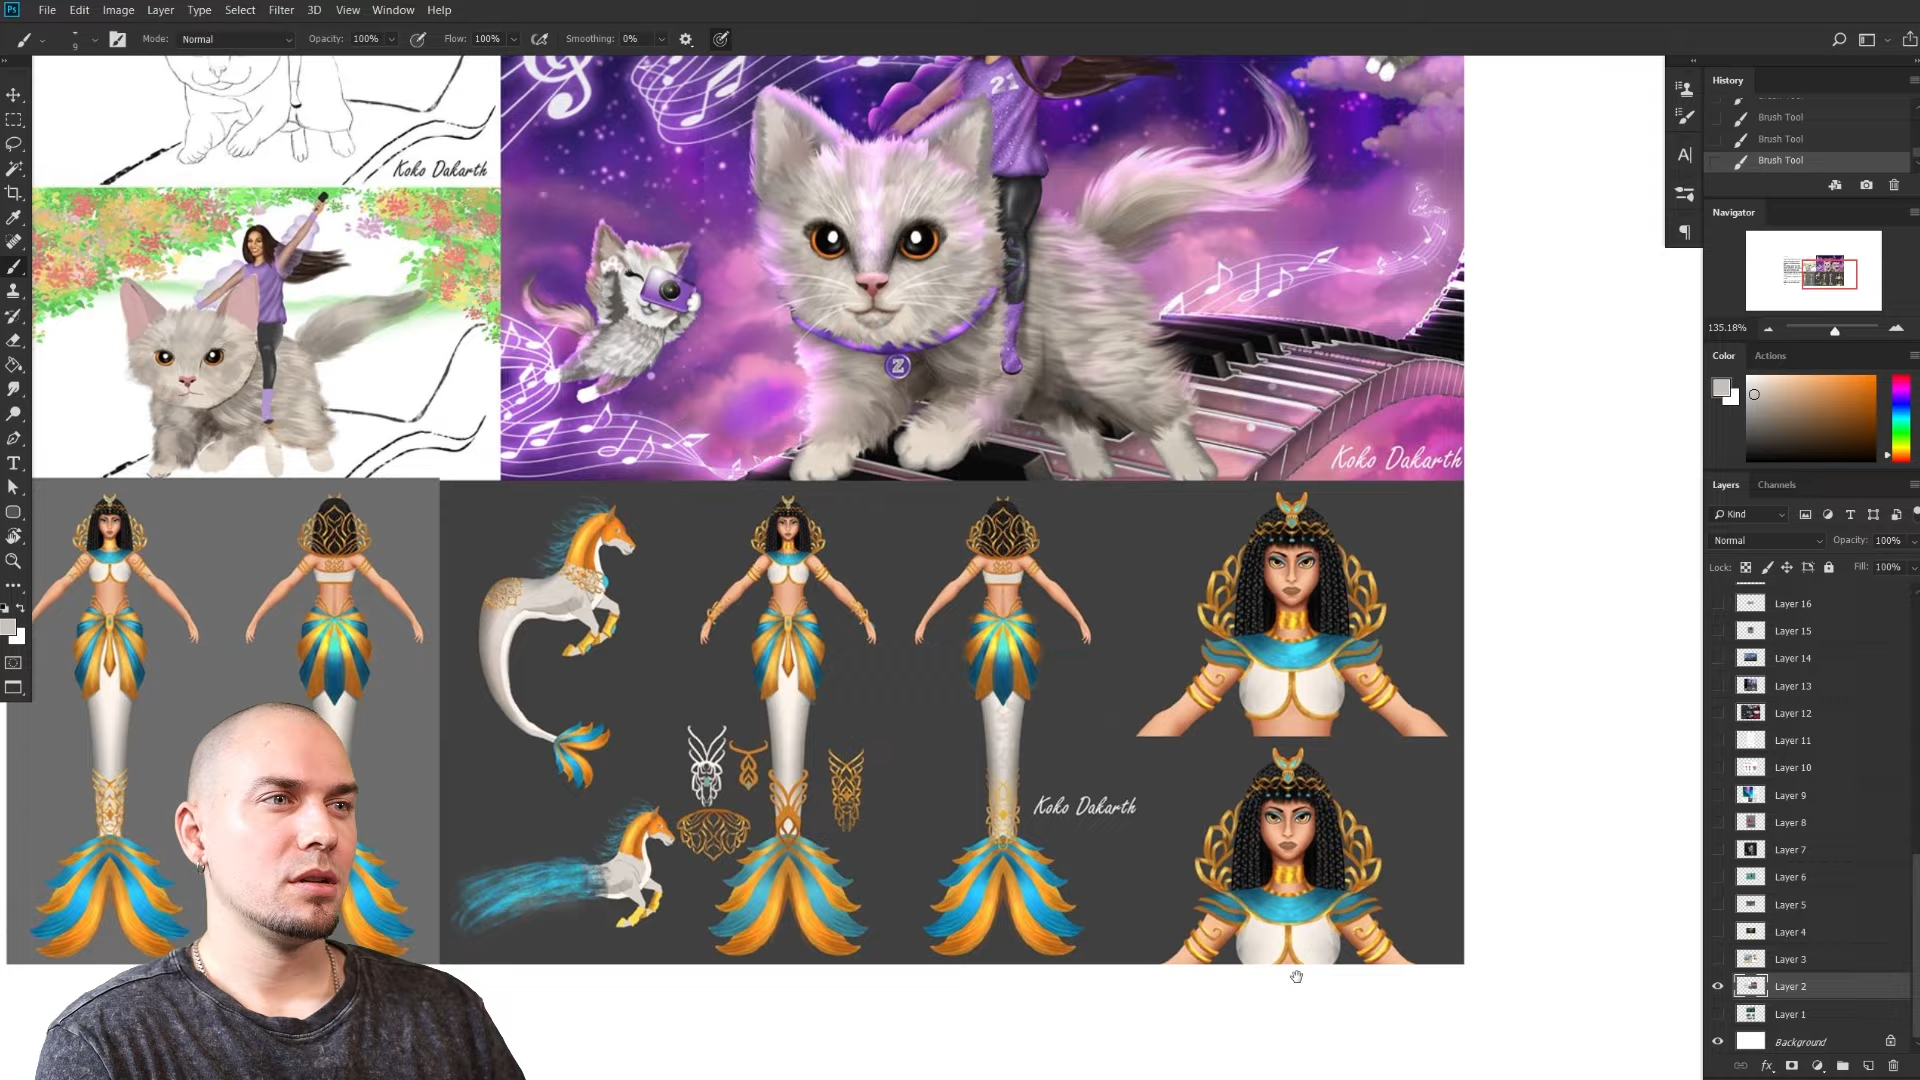 Ps File Edit Image Layer Type Select Filter 3D View Window Help
9 Mode: Normal Opacity: 100% Flow: 100% Smoothing: 0%
History
Brush Tool
Brush Tool
Brush Tool
Navigator
135.18%
Color Actions
Layers Channels
Kind
Normal Opacity: 100%
Lock: Fill: 100%
Layer 16
Layer 15
Layer 14
Layer 13
Layer 12
Layer 11
Layer 10
Layer 9
Layer 8
Layer 7
Layer 6
Layer 5
Layer 4
Layer 3
Layer 2
Layer 1
Background
Koko Dakarth
21
Z
Koko Dakarth
Koko Dakarth